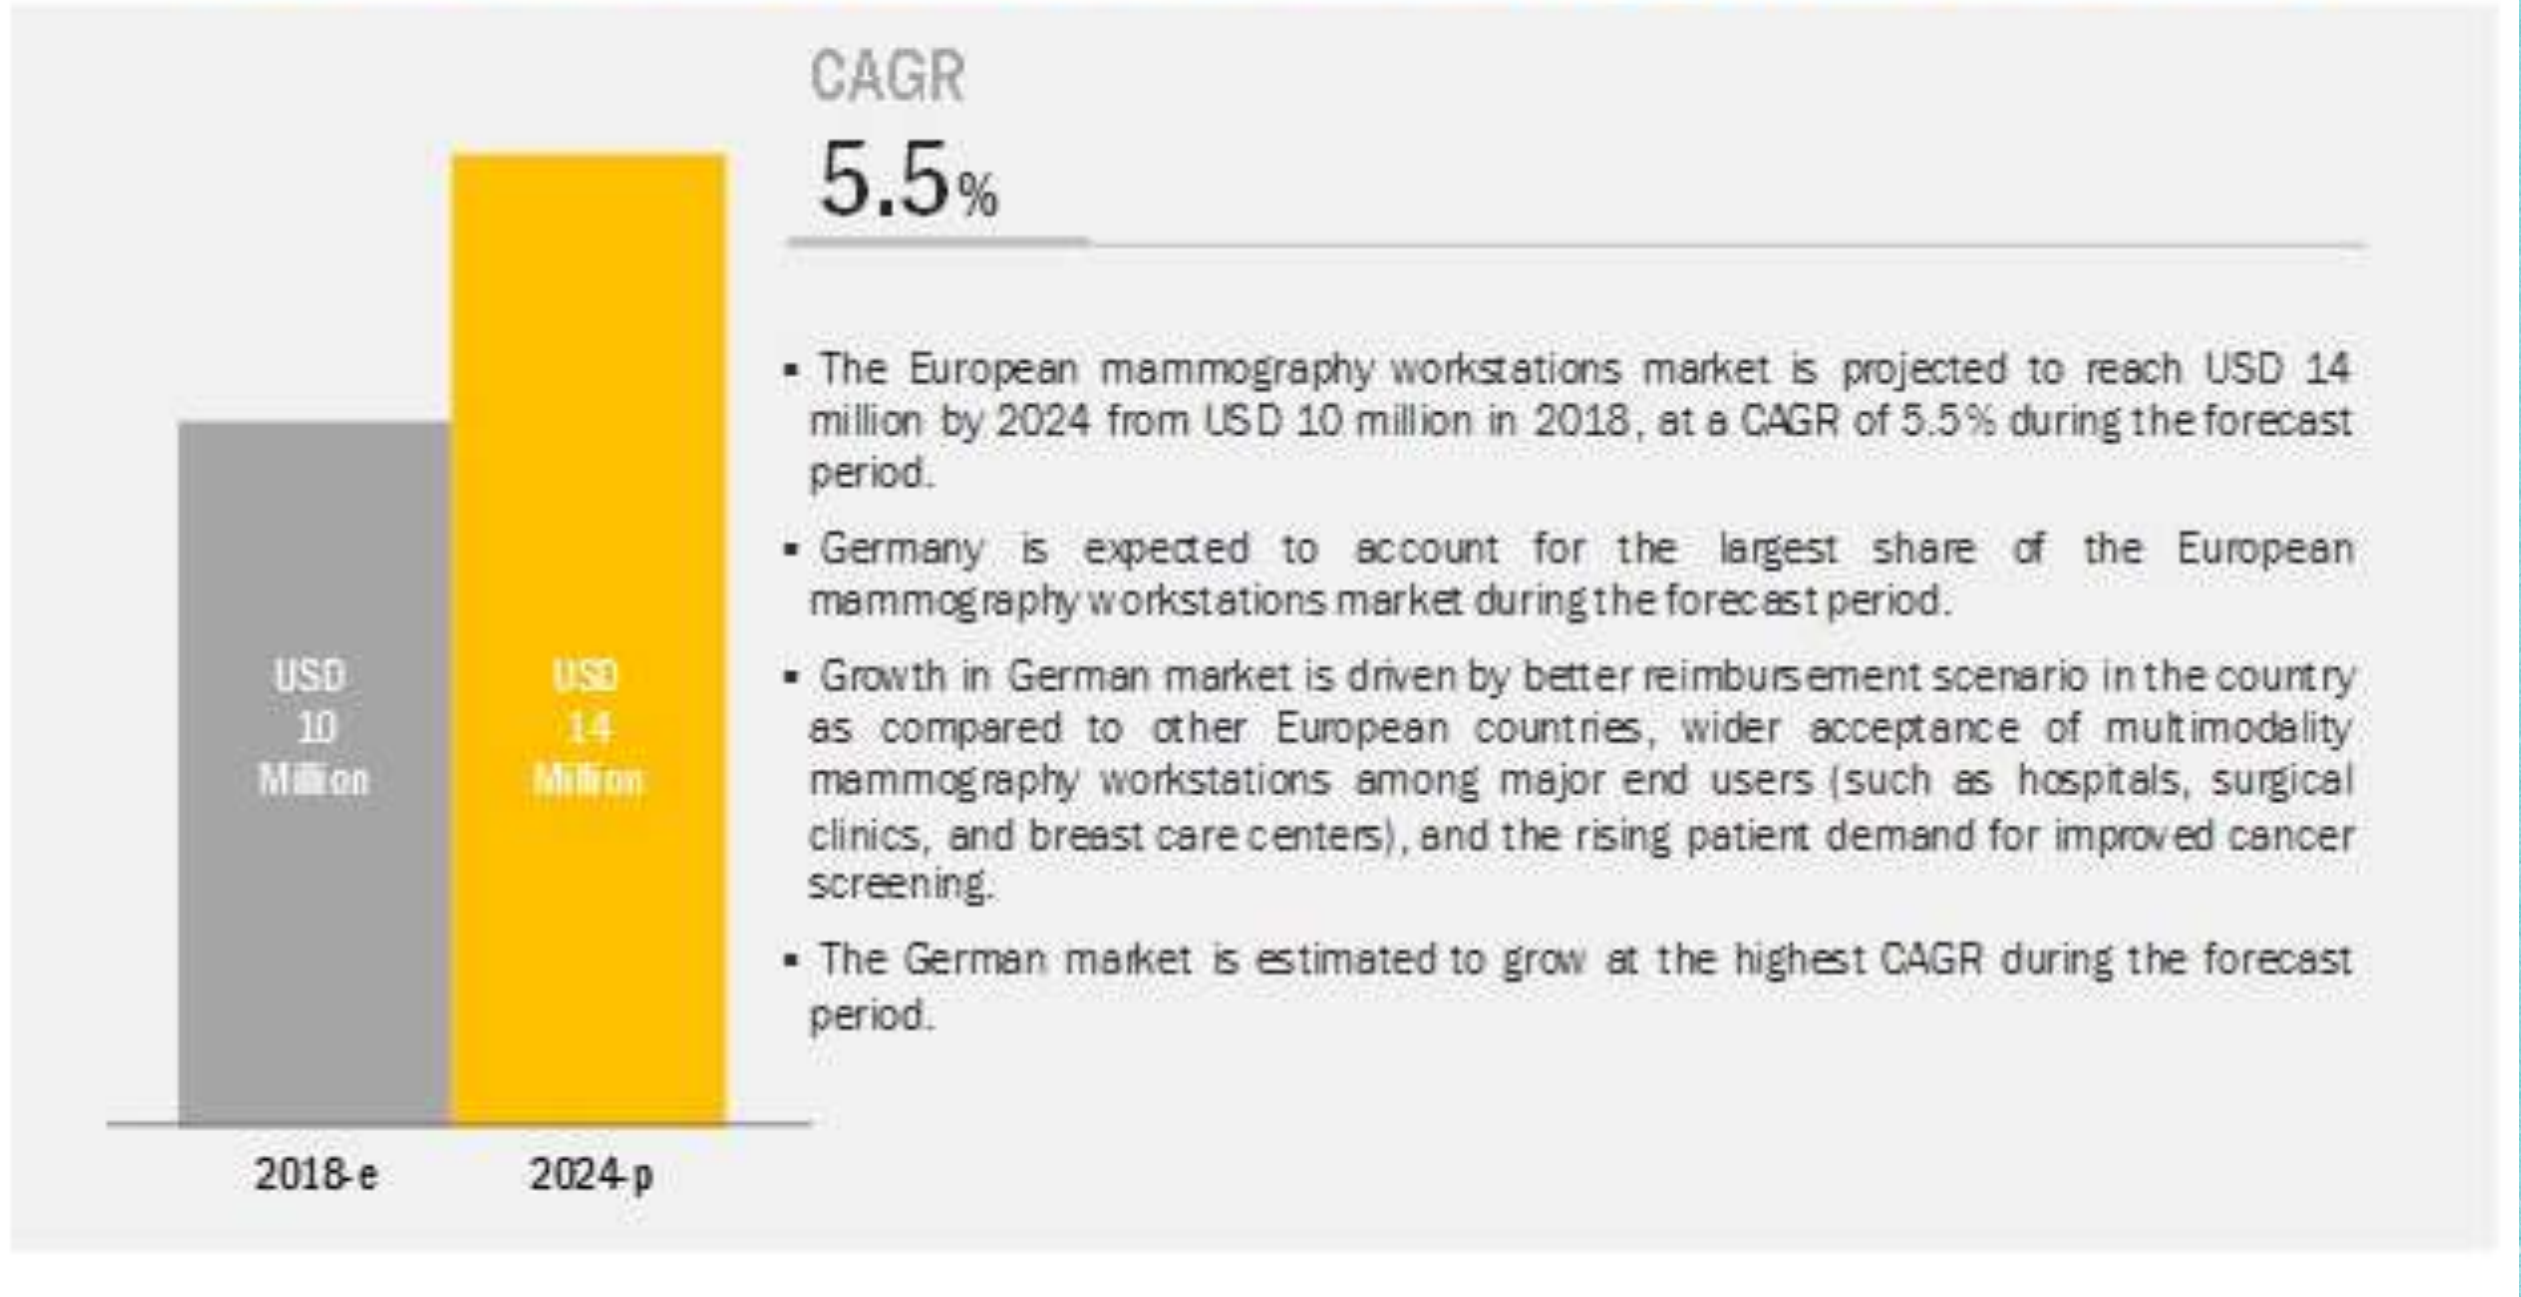 CAGR
5.5%
USD
10
Million
USD
14
Million
2018-e
2024-p
▪ The European mammography workstations market is projected to reach USD 14
million by 2024 from USD 10 million in 2018, at a CAGR of 5.5% during the forecast
period.
▪ Germany is expected to account for the largest share of the European
mammography workstations market during the forecast period.
▪ Growth in German market is driven by better reimbursement scenario in the country
as compared to other European countries, wider acceptance of multimodality
mammography workstations among major end users (such as hospitals, surgical
clinics, and breast care centers), and the rising patient demand for improved cancer
screening.
▪ The German market is estimated to grow at the highest CAGR during the forecast
period.